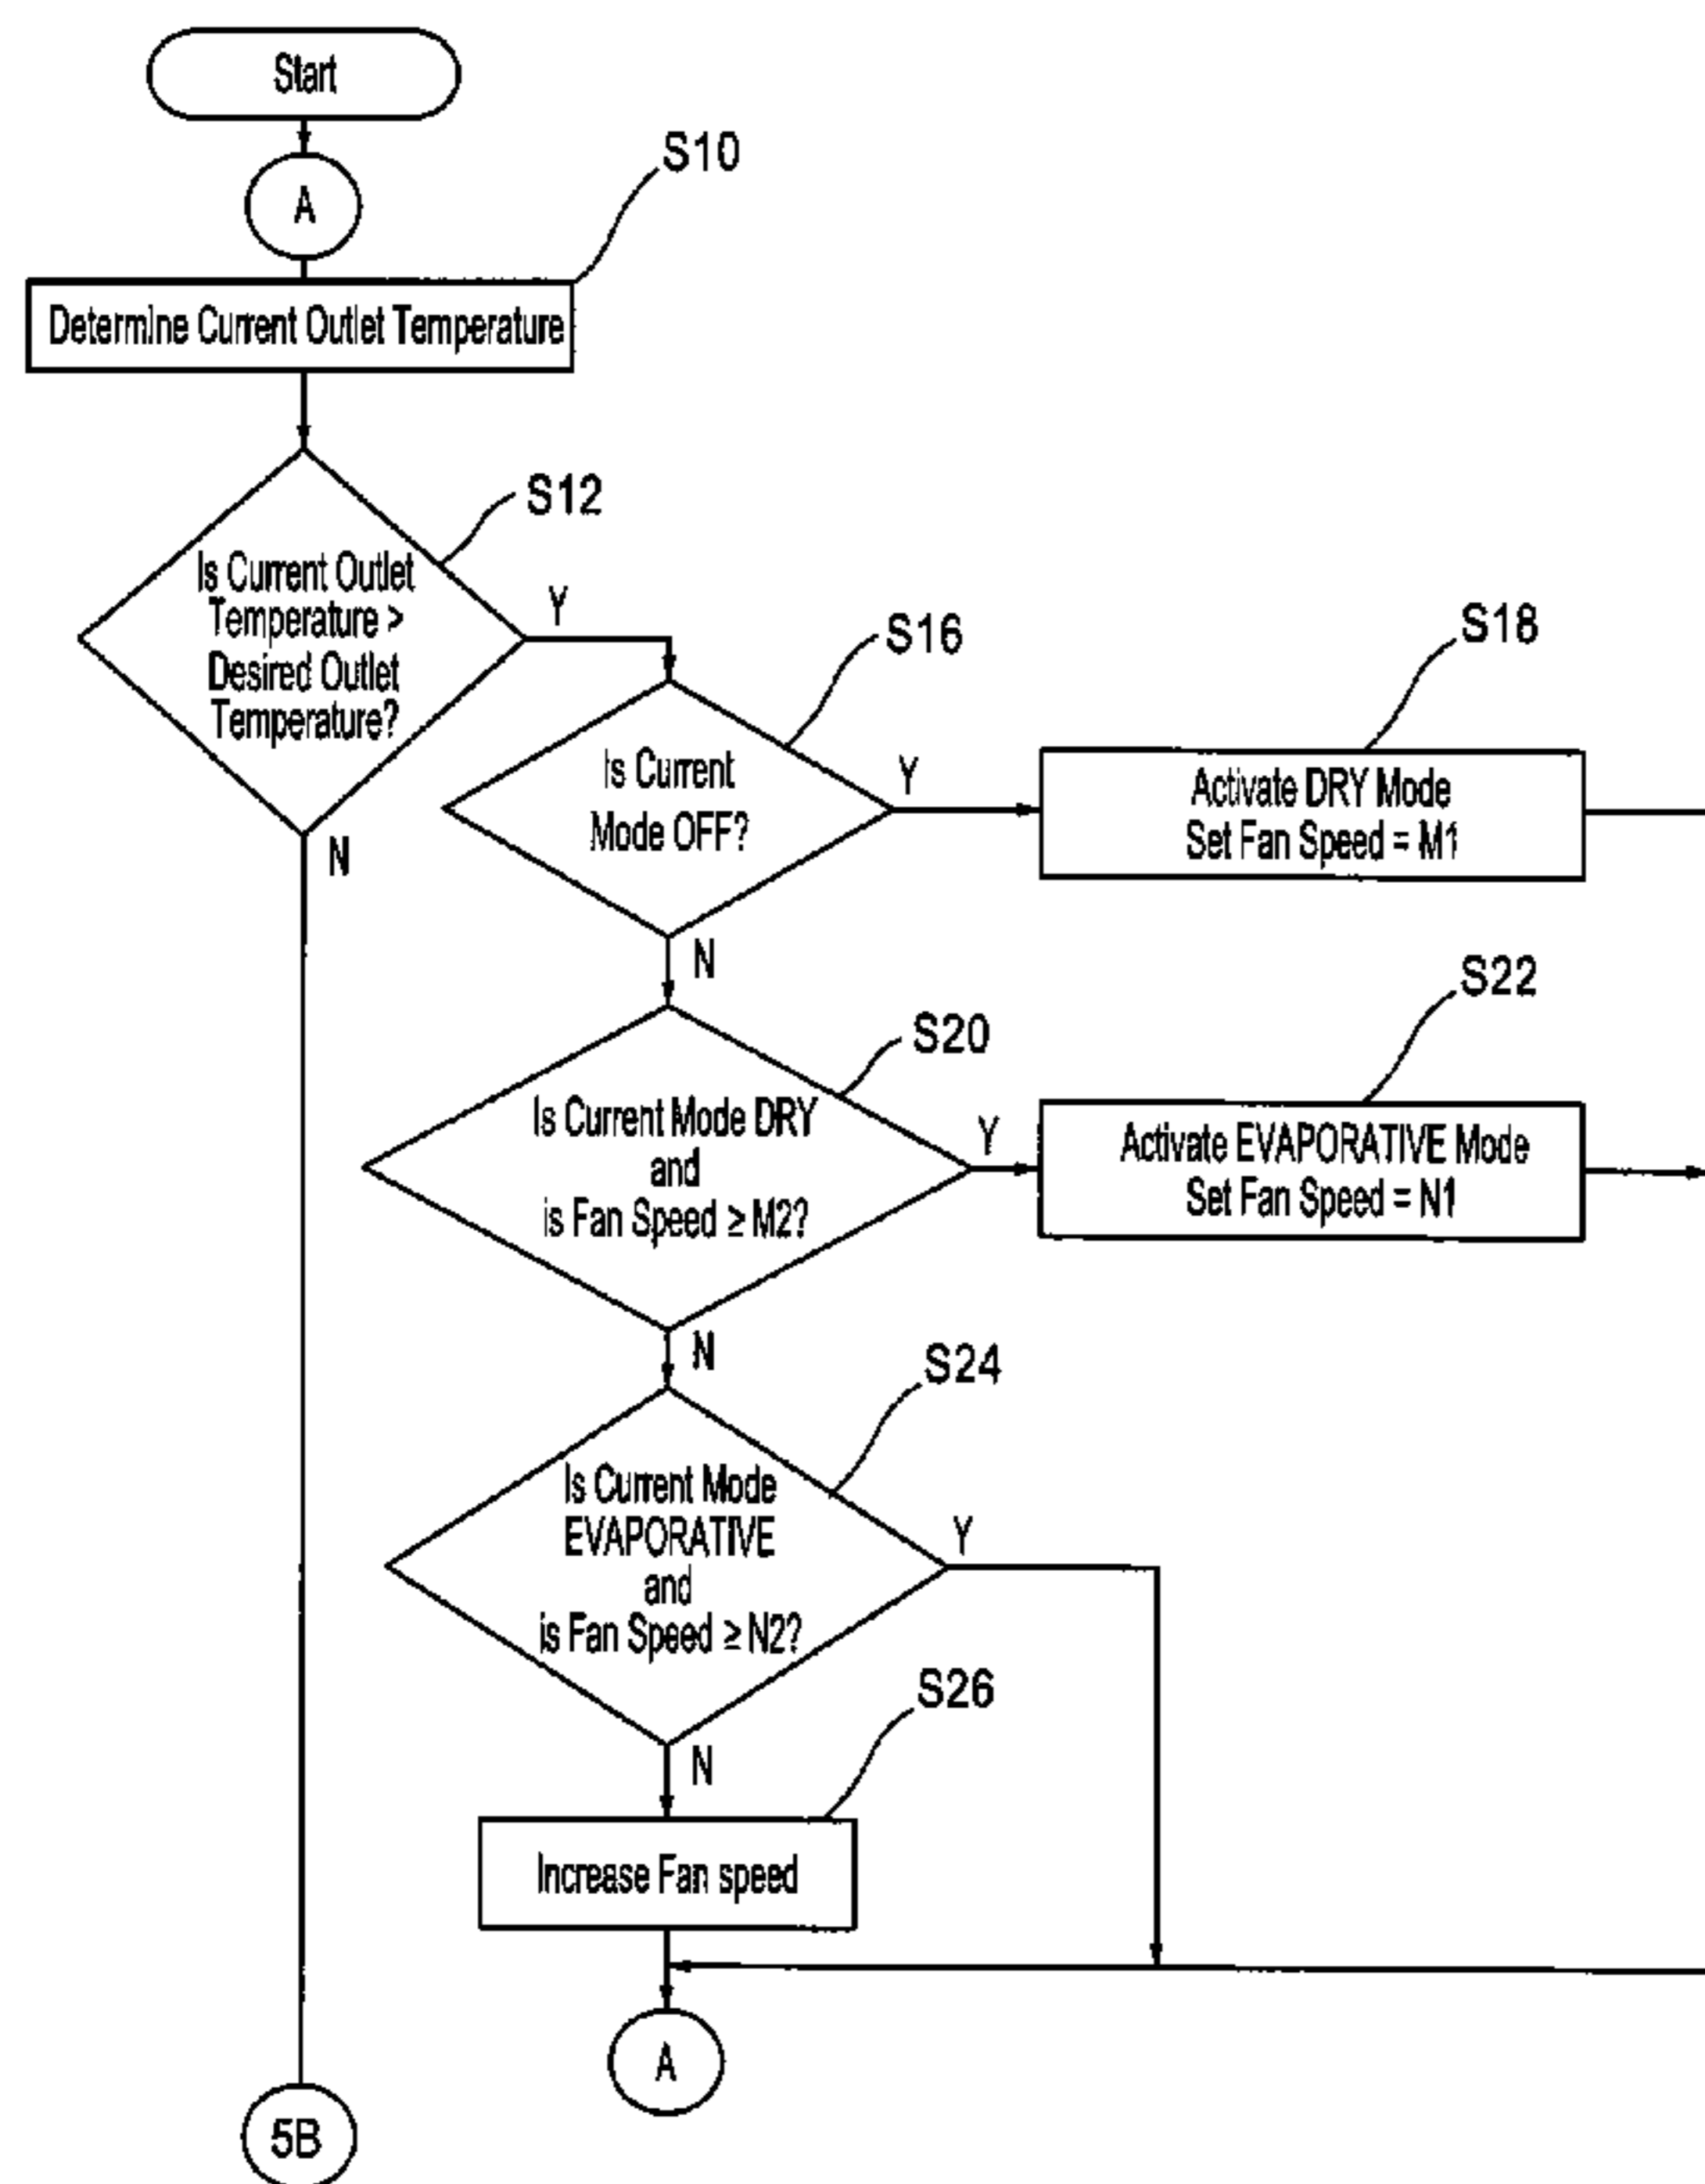 Start
A
S10
Determine Current Outlet Temperature
S12
Is Current Outlet
Temperature >
Desired Outlet
Temperature?
Y
N
S16
Is Current
Mode OFF?
Y
N
S18
Activate DRY Mode
Set Fan Speed = M1
S20
Is Current Mode DRY
and
is Fan Speed ≥ M2?
Y
N
S22
Activate EVAPORATIVE Mode
Set Fan Speed = N1
S24
Is Current Mode
EVAPORATIVE
and
is Fan Speed ≥ N2?
Y
N
S26
Increase Fan speed
A
5B